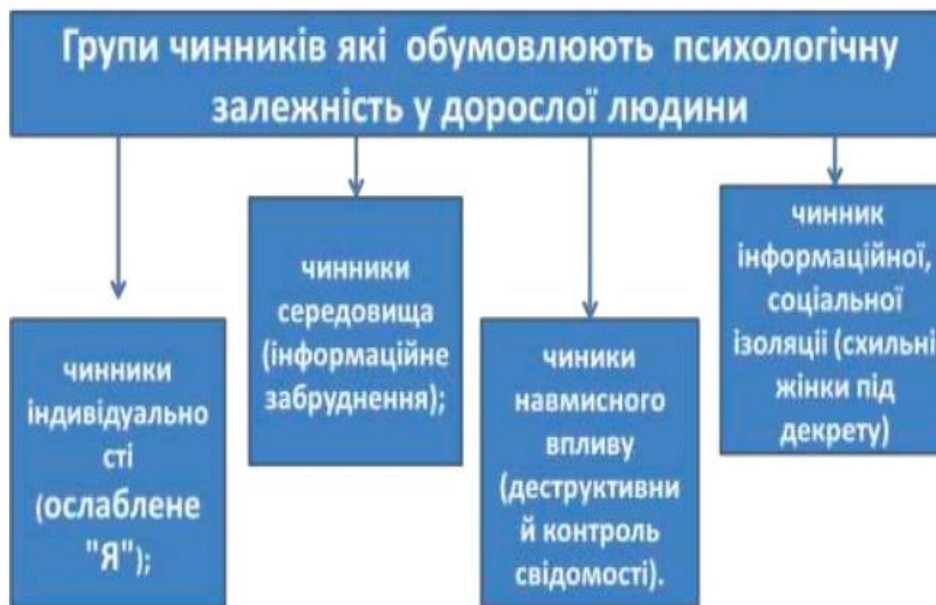 Групи чинників які обумовлюють психологічну
залежність у дорослої людини
чинники
індивідуально
сті
(ослаблене
"Я");
чинники
середовища
(інформаційне
забруднення);
чиники
навмисного
впливу
(деструктивни
й контроль
свідомості).
чинник
інформаційної,
соціальної
ізоляціі (схильні
жінки під
декрету)